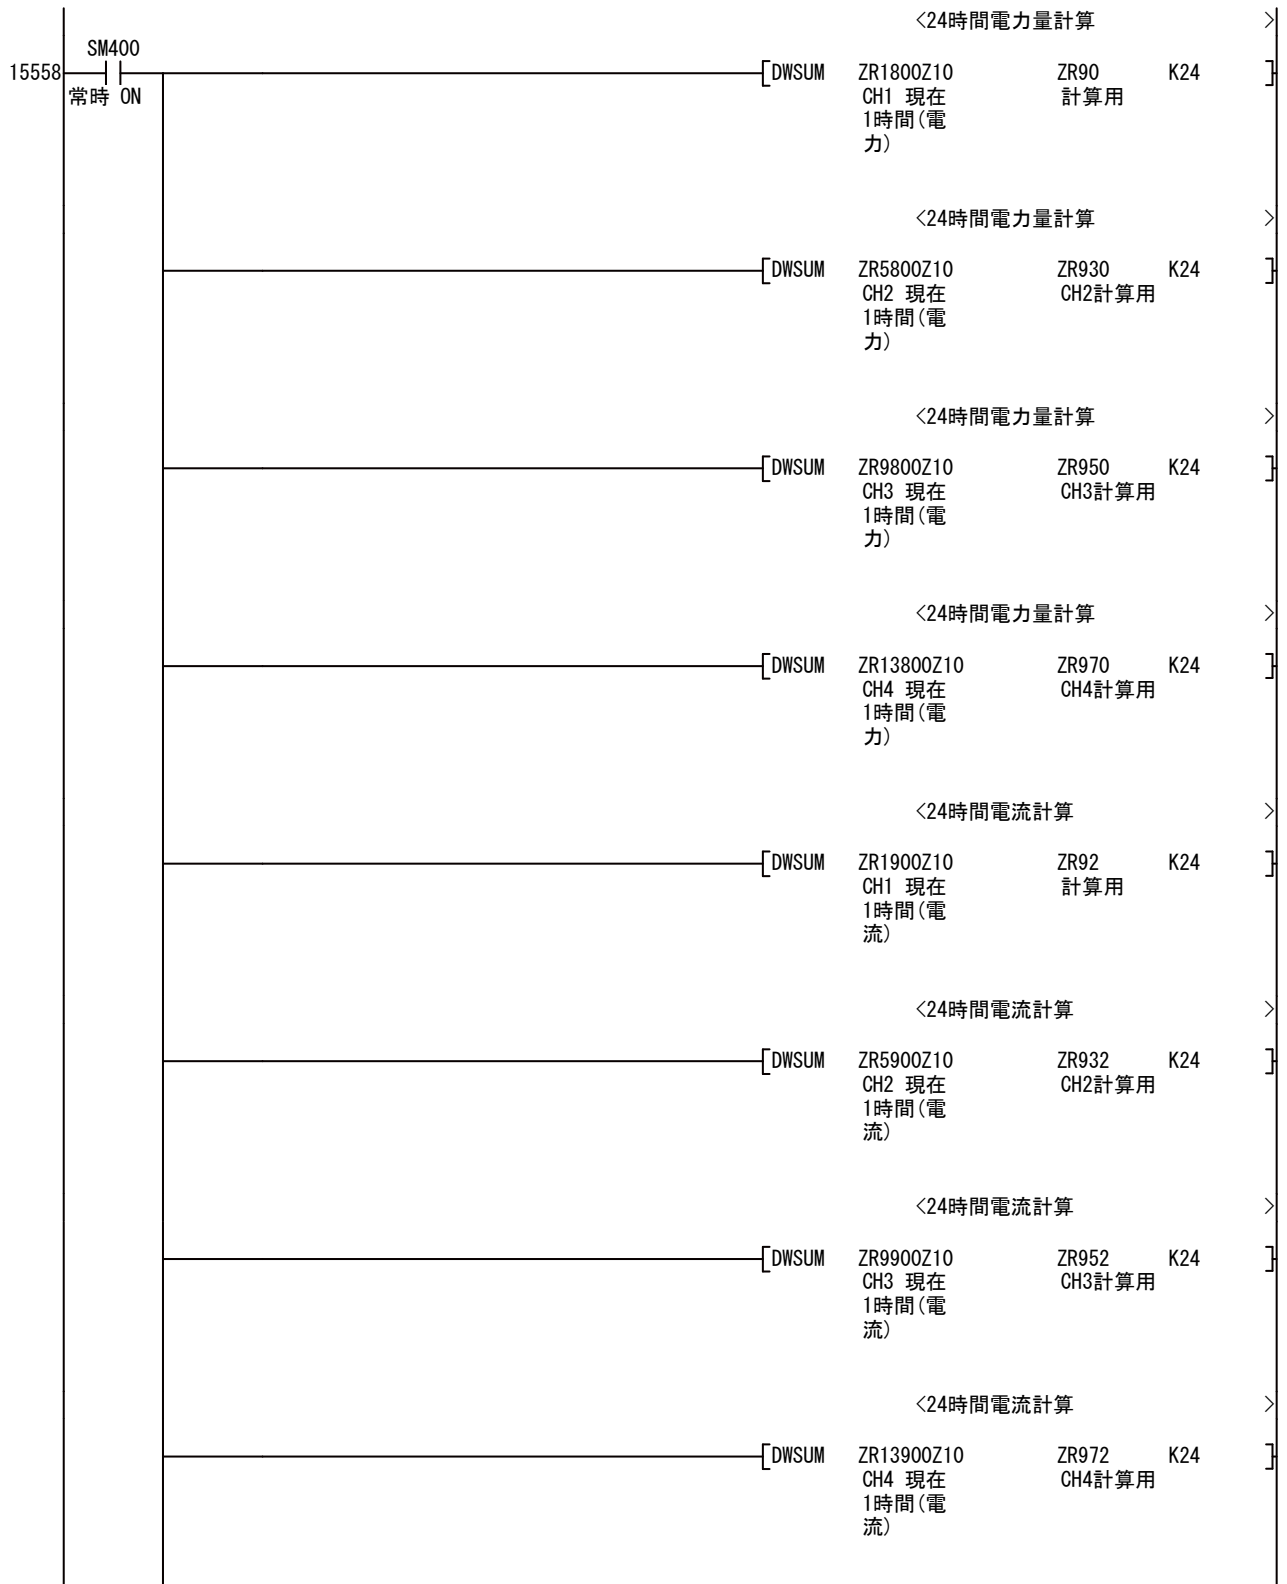 <24時間電力量計算 >
SM400
15558 [DWSUM ZR1800Z10 ZR90 K24 ]
常時 ON CH1 現在 計算用
1時間(電
力)
<24時間電力量計算 >
[DWSUM ZR5800Z10 ZR930 K24 ]
CH2 現在 CH2計算用
1時間(電
力)
<24時間電力量計算 >
[DWSUM ZR9800Z10 ZR950 K24 ]
CH3 現在 CH3計算用
1時間(電
力)
<24時間電力量計算 >
[DWSUM ZR13800Z10 ZR970 K24 ]
CH4 現在 CH4計算用
1時間(電
力)
<24時間電流計算 >
[DWSUM ZR1900Z10 ZR92 K24 ]
CH1 現在 計算用
1時間(電
流)
<24時間電流計算 >
[DWSUM ZR5900Z10 ZR932 K24 ]
CH2 現在 CH2計算用
1時間(電
流)
<24時間電流計算 >
[DWSUM ZR9900Z10 ZR952 K24 ]
CH3 現在 CH3計算用
1時間(電
流)
<24時間電流計算 >
[DWSUM ZR13900Z10 ZR972 K24 ]
CH4 現在 CH4計算用
1時間(電
流)